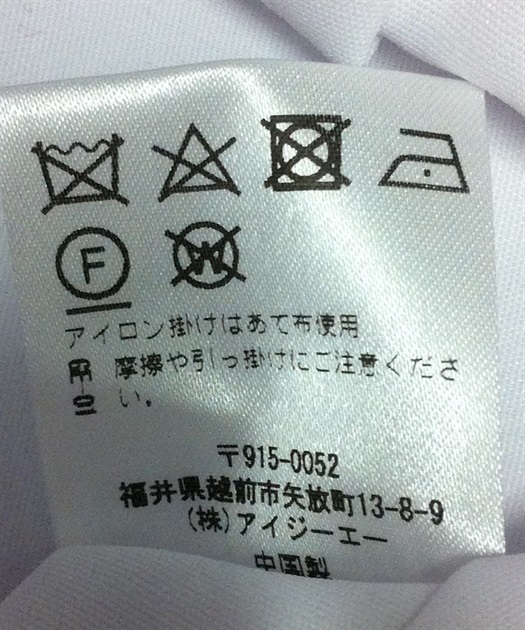 F
W
アイロン掛けはあて布使用
摩擦や引っ掛けにご注意くださ
い。
〒915-0052
福井県越前市矢放町13-8-9
(株)アイジーエー
中国製